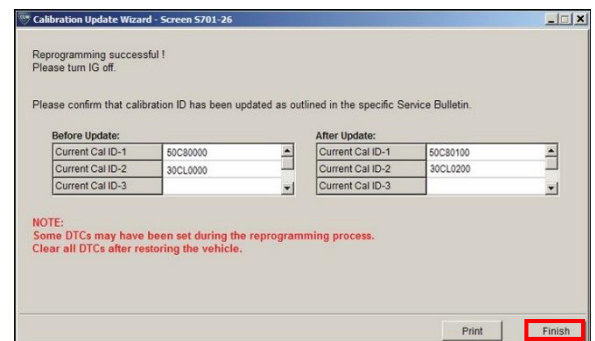 Calibration Update Wizard - Screen S701-26
Reprogramming successful !
Please turn IG off.
Please confirm that calibration ID has been updated as outlined in the specific Service Bulletin.
Before Update: After Update:
Current Cal ID-1 50C80000 Current Cal ID-1 50C80100
Current Cal ID-2 30CL0000 Current Cal ID-2 30CL0200
Current Cal ID-3 Current Cal ID-3
NOTE:
Some DTCs may have been set during the reprogramming process.
Clear all DTCs after restoring the vehicle.
Print Finish